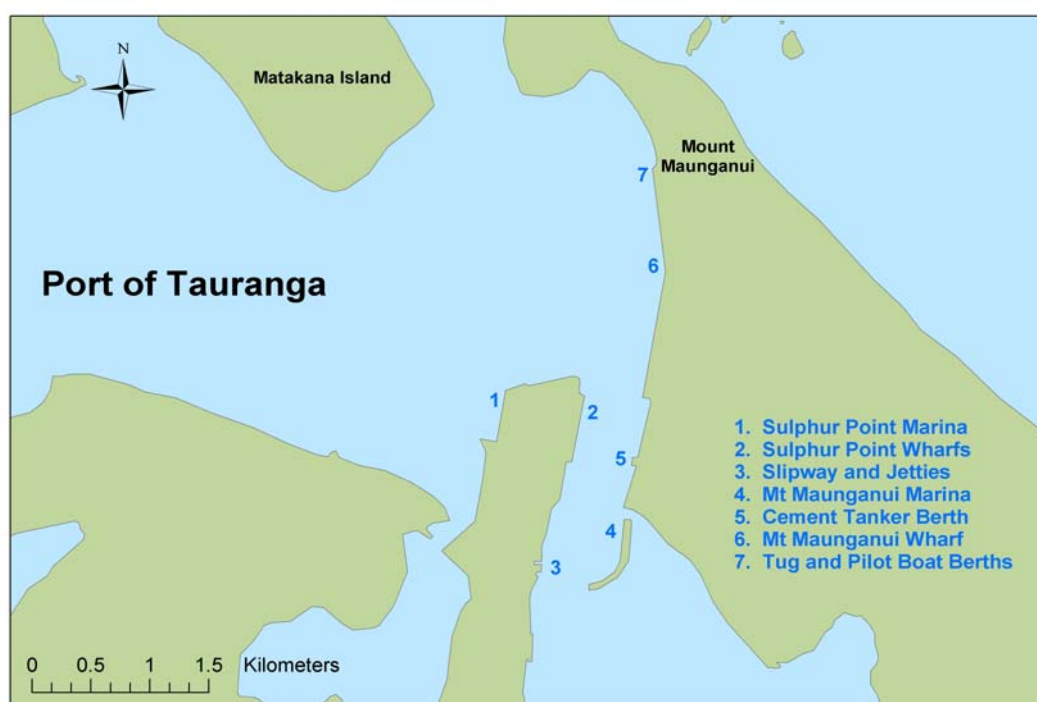 N
Matakana Island
Mount
Maunganui
7
6
Port of Tauranga
1
2
5
4
3
1. Sulphur Point Marina
2. Sulphur Point Wharfs
3. Slipway and Jetties
4. Mt Maunganui Marina
5. Cement Tanker Berth
6. Mt Maunganui Wharf
7. Tug and Pilot Boat Berths
0 0.5 1 1.5 Kilometers